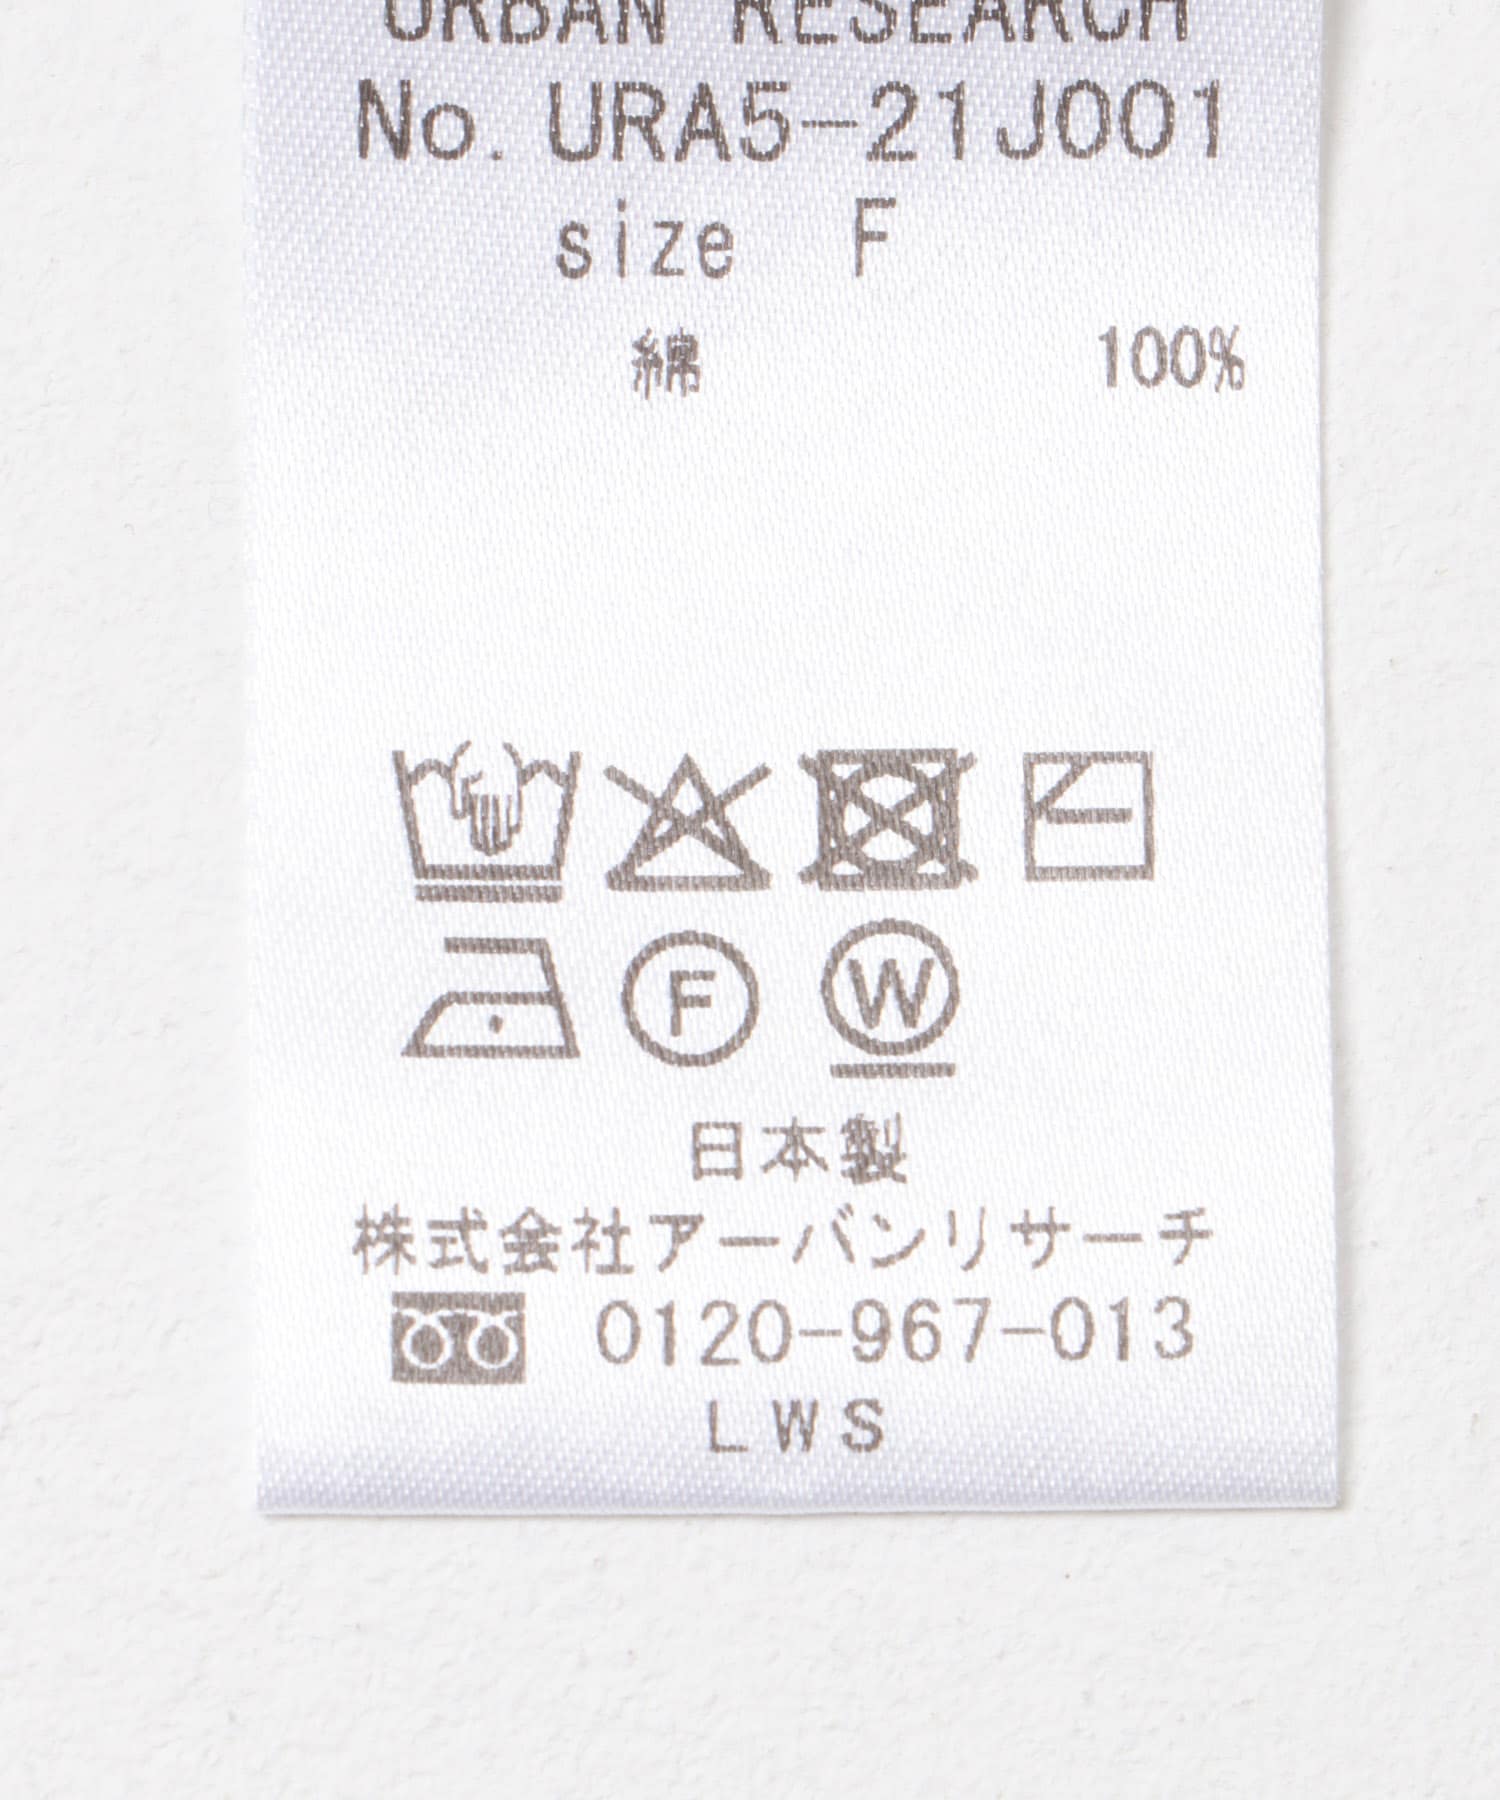 URBAN RESEARCH
No. URA5-21J001
size F
綿 100%
F W
日本製
株式会社アーバンリサーチ
0120-967-013
LWS